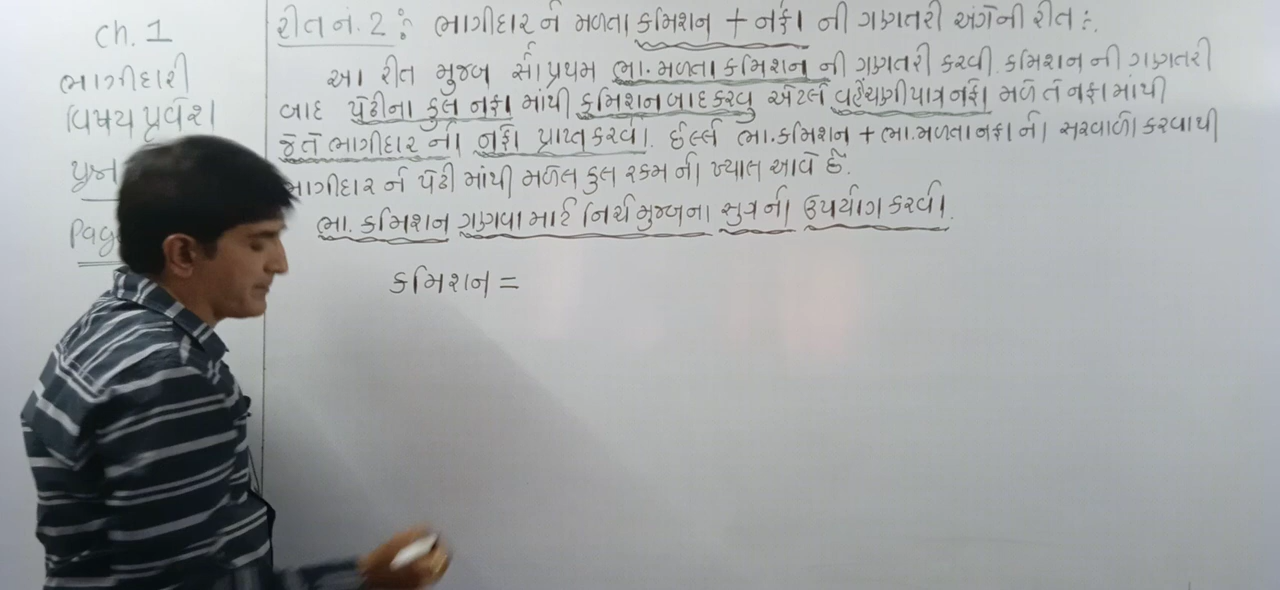 Ch. 1
ભાગીદારી
વિષય પ્રવેશ
પ્રશ્ન
Page
રીત નં. 2 : ભાગીદાર ને મળતા કમિશન + નફા ની ગણતરી અંગેની રીત :
આ રીત મુજબ સૌ પ્રથમ ભા. મળતા કમિશન ની ગણતરી કરવી. કમિશન ની ગણતરી
બાદ પેઢીના કુલ નફા માંથી કમિશન બાદ કરવુ એટલે વહેંચણીપાત્ર નફો મળે તે નફા માંથી
જે તે ભાગીદાર નો નફો પ્રાપ્ત કરવો. છેલ્લે ભા. કમિશન + ભા. મળતા નફા નો સરવાળો કરવાથી
ભાગીદાર ને પેઢી માંથી મળેલ કુલ રકમ નો ખ્યાલ આવે છે.
ભા. કમિશન ગણવા માટે નિચે મુજબના સુત્ર નો ઉપયોગ કરવો.
કમિશન =